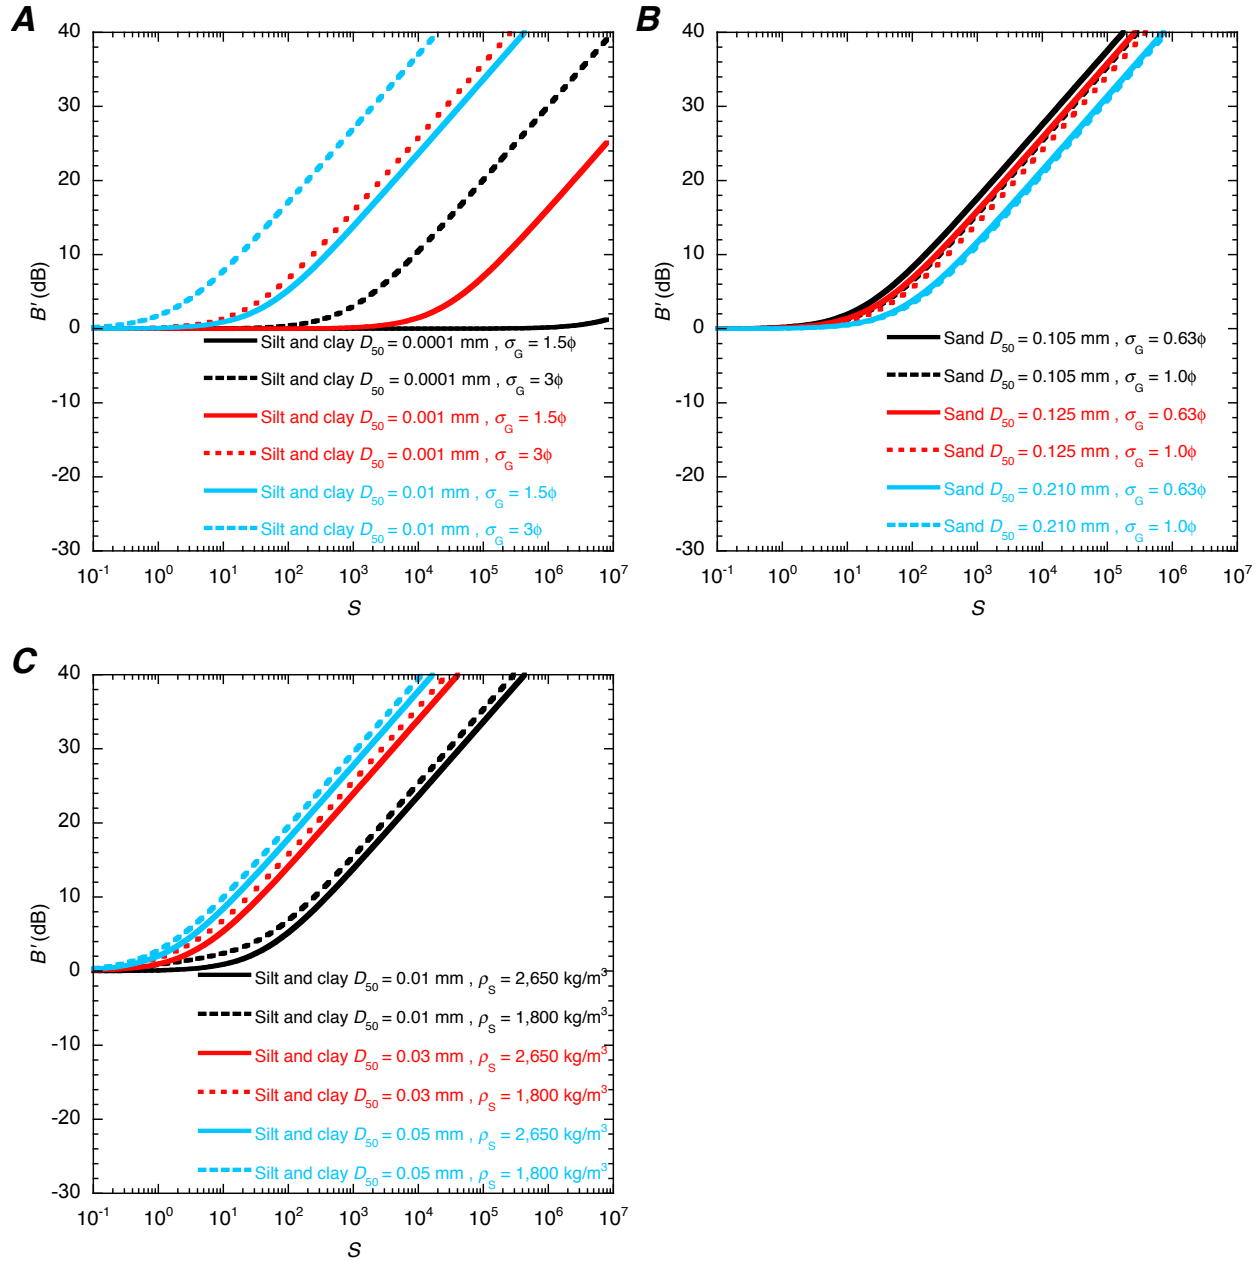 A
40
30
20
10
0
-10
-20
-30
B′ (dB)
Silt and clay D50 = 0.0001 mm , σG = 1.5ϕ
Silt and clay D50 = 0.0001 mm , σG = 3ϕ
Silt and clay D50 = 0.001 mm , σG = 1.5ϕ
Silt and clay D50 = 0.001 mm , σG = 3ϕ
Silt and clay D50 = 0.01 mm , σG = 1.5ϕ
Silt and clay D50 = 0.01 mm , σG = 3ϕ
10-1 100 101 102 103 104 105 106 107
S
B
40
30
20
10
0
-10
-20
-30
B′ (dB)
Sand D50 = 0.105 mm , σG = 0.63ϕ
Sand D50 = 0.105 mm , σG = 1.0ϕ
Sand D50 = 0.125 mm , σG = 0.63ϕ
Sand D50 = 0.125 mm , σG = 1.0ϕ
Sand D50 = 0.210 mm , σG = 0.63ϕ
Sand D50 = 0.210 mm , σG = 1.0ϕ
10-1 100 101 102 103 104 105 106 107
S
C
40
30
20
10
0
-10
-20
-30
B′ (dB)
Silt and clay D50 = 0.01 mm , ρS = 2,650 kg/m3
Silt and clay D50 = 0.01 mm , ρS = 1,800 kg/m3
Silt and clay D50 = 0.03 mm , ρS = 2,650 kg/m3
Silt and clay D50 = 0.03 mm , ρS = 1,800 kg/m3
Silt and clay D50 = 0.05 mm , ρS = 2,650 kg/m3
Silt and clay D50 = 0.05 mm , ρS = 1,800 kg/m3
10-1 100 101 102 103 104 105 106 107
S